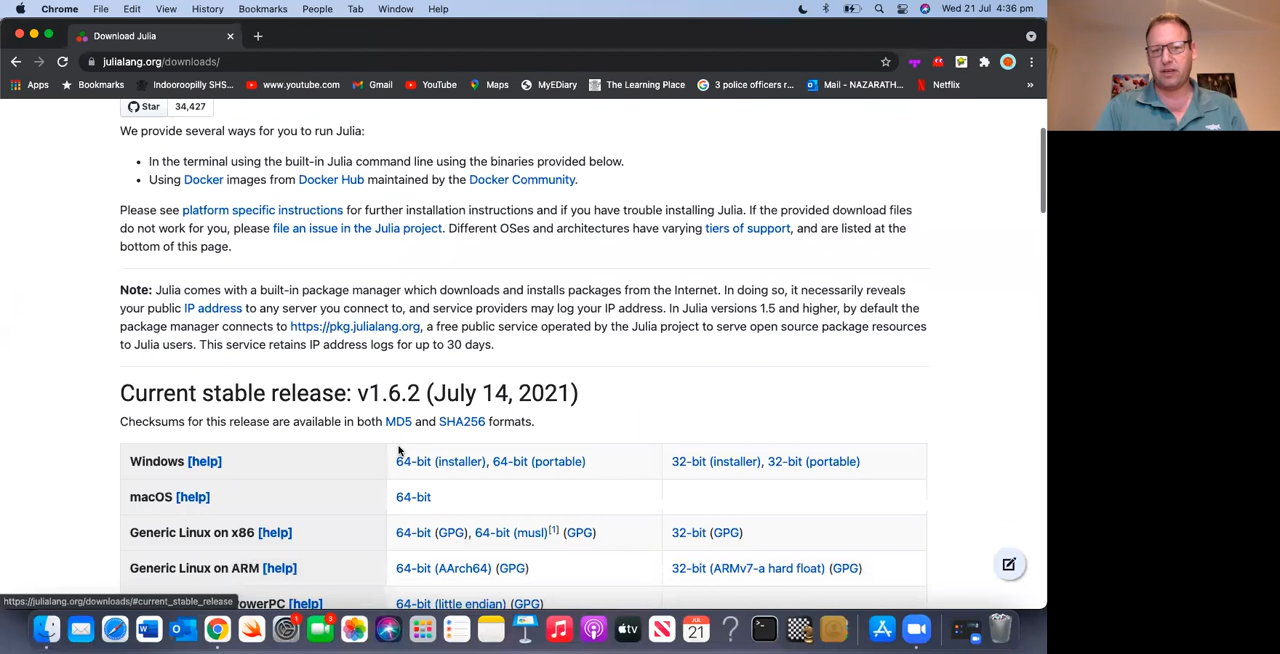 Chrome File Edit View History Bookmarks People Tab Window Help Wed 21 Jul 4:36 pm
Download Julia
julialang.org/downloads/
Apps Bookmarks Indooroopilly SHS... www.youtube.com Gmail YouTube Maps MyEDiary The Learning Place 3 police officers r... Mail - NAZARATH... Netflix »
Star 34,427
We provide several ways for you to run Julia:
• In the terminal using the built-in Julia command line using the binaries provided below.
• Using Docker images from Docker Hub maintained by the Docker Community.
Please see platform specific instructions for further installation instructions and if you have trouble installing Julia. If the provided download files
do not work for you, please file an issue in the Julia project. Different OSes and architectures have varying tiers of support, and are listed at the
bottom of this page.
Note: Julia comes with a built-in package manager which downloads and installs packages from the Internet. In doing so, it necessarily reveals
your public IP address to any server you connect to, and service providers may log your IP address. In Julia versions 1.5 and higher, by default the
package manager connects to https://pkg.julialang.org, a free public service operated by the Julia project to serve open source package resources
to Julia users. This service retains IP address logs for up to 30 days.
Current stable release: v1.6.2 (July 14, 2021)
Checksums for this release are available in both MD5 and SHA256 formats.
Windows [help] 64-bit (installer), 64-bit (portable) 32-bit (installer), 32-bit (portable)
macOS [help] 64-bit
Generic Linux on x86 [help] 64-bit (GPG), 64-bit (musl)[1] (GPG) 32-bit (GPG)
Generic Linux on ARM [help] 64-bit (AArch64) (GPG) 32-bit (ARMv7-a hard float) (GPG)
https://julialang.org/downloads/#current_stable_release owerPC [help] 64-bit (little endian) (GPG)
1 3 tv JUL 21